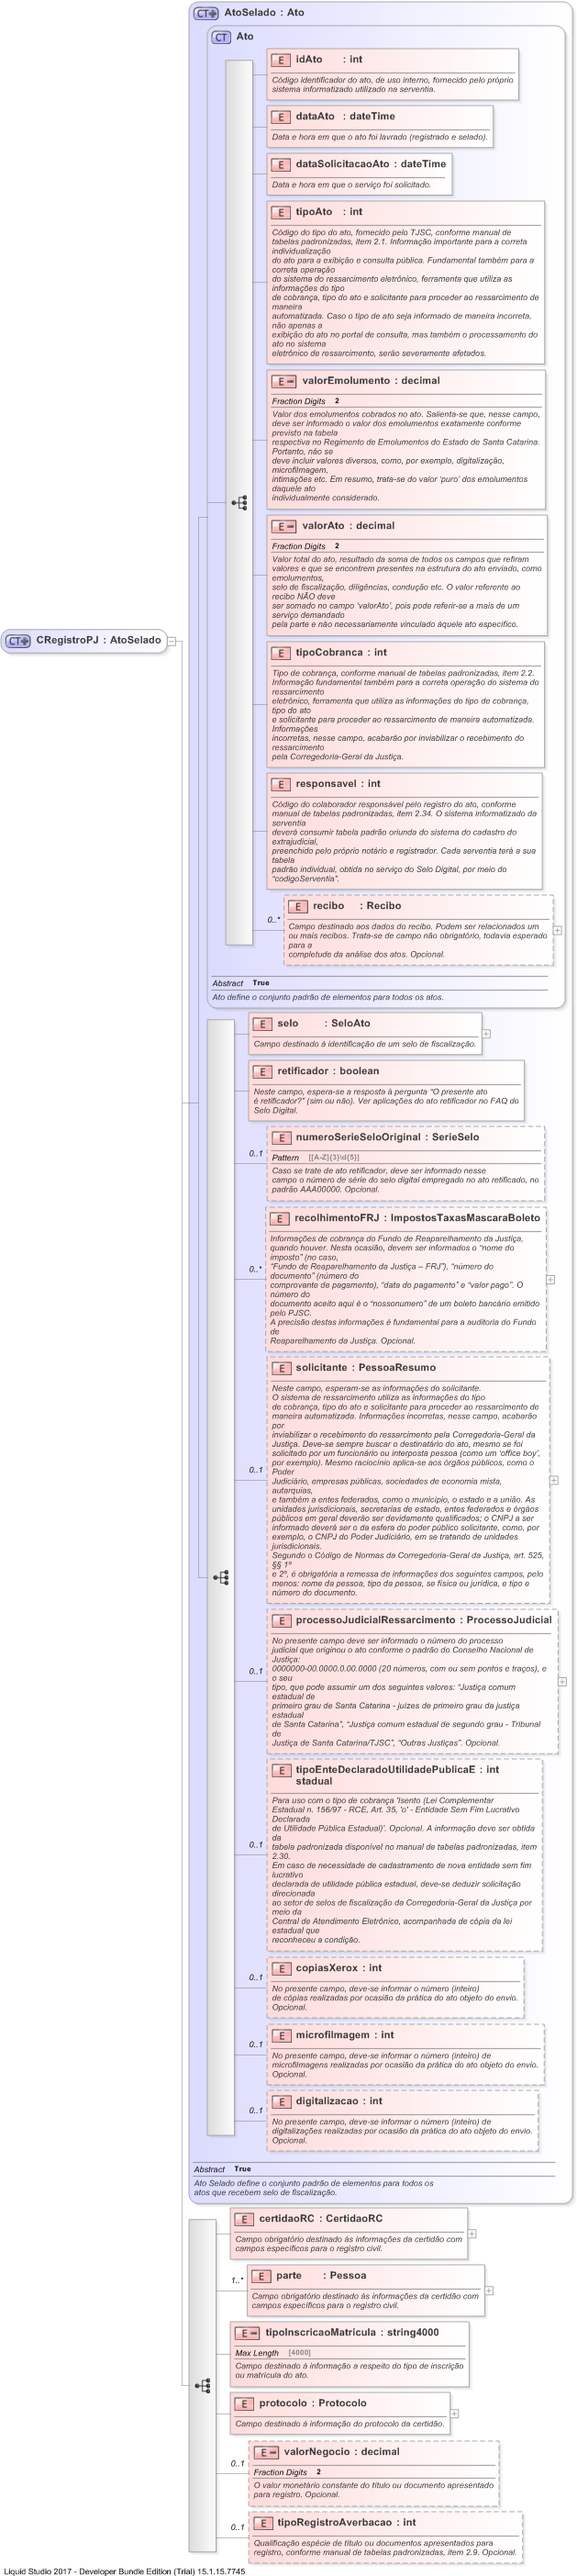 AtoSelado : Ato
Ato
idAto : int
Código identificador do ato, de uso interno, fornecido pelo próprio
sistema informatizado utilizado na serventia.
dataAto : dateTime
Data e hora em que o ato foi lavrado (registrado e selado).
dataSolicitacaoAto : dateTime
Data e hora em que o serviço foi solicitado.
tipoAto : int
Código do tipo do ato, fornecido pelo TJSC, conforme manual de
tabelas padronizadas, item 2.1. Informação importante para a correta
individualização
do ato para a exibição e consulta pública. Fundamental também para a
correta operação
do sistema do ressarcimento eletrônico, ferramenta que utiliza as
informações do tipo
de cobrança, tipo do ato e solicitante para proceder ao ressarcimento de
maneira
automatizada. Caso o tipo de ato seja informado de maneira incorreta,
não apenas a
exibição do ato no portal de consulta, mas também o processamento do
ato no sistema
eletrônico de ressarcimento, serão severamente afetados.
valorEmolumento : decimal
Fraction Digits 2
Valor dos emolumentos cobrados no ato. Salienta-se que, nesse campo,
deve ser informado o valor dos emolumentos exatamente conforme
previsto na tabela
respectiva no Regimento de Emolumentos do Estado de Santa Catarina.
Portanto, não se
deve incluir valores diversos, como, por exemplo, digitalização,
microfilmagem,
intimações etc. Em resumo, trata-se do valor 'puro' dos emolumentos
daquele ato
individualmente considerado.
valorAto : decimal
Fraction Digits 2
Valor total do ato, resultado da soma de todos os campos que refiram
valores e que se encontrem presentes na estrutura do ato enviado, como
emolumentos,
selo de fiscalização, diligências, condução etc. O valor referente ao
recibo NÃO deve
ser somado no campo 'valorAto', pois pode referir-se a mais de um
serviço demandado
pela parte e não necessariamente vinculado àquele ato específico.
CRegistroPJ : AtoSelado
tipoCobranca : int
Tipo de cobrança, conforme manual de tabelas padronizadas, item 2.2.
Informação fundamental também para a correta operação do sistema do
ressarcimento
eletrônico, ferramenta que utiliza as informações do tipo de cobrança,
tipo do ato
e solicitante para proceder ao ressarcimento de maneira automatizada.
Informações
incorretas, nesse campo, acabarão por inviabilizar o recebimento do
ressarcimento
pela Corregedoria-Geral da Justiça.
responsavel : int
Código do colaborador responsável pelo registro do ato, conforme
manual de tabelas padronizadas, item 2.34. O sistema informatizado da
serventia
deverá consumir tabela padrão oriunda do sistema do cadastro do
extrajudicial,
preenchido pelo próprio notário e registrador. Cada serventia terá a sua
tabela
padrão individual, obtida no serviço do Selo Digital, por meio do
"codigoServentia".
recibo : Recibo
0..*
Campo destinado aos dados do recibo. Podem ser relacionados um
ou mais recibos. Trata-se de campo não obrigatório, todavia esperado
para a
completude da análise dos atos. Opcional.
Abstract True
Ato define o conjunto padrão de elementos para todos os atos.
selo : SeloAto
Campo destinado à identificação de um selo de fiscalização.
retificador : boolean
Neste campo, espera-se a resposta à pergunta "O presente ato
é retificador?" (sim ou não). Ver aplicações do ato retificador no FAQ do
Selo Digital.
numeroSerieSeloOriginal : SerieSelo
0..1
Pattern [[A-Z]{3}\d{5}]
Caso se trate de ato retificador, deve ser informado nesse
campo o número de série do selo digital empregado no ato retificado, no
padrão AAA00000. Opcional.
recolhimentoFRJ : ImpostosTaxasMascaraBoleto
0..*
Informações de cobrança do Fundo de Reaparelhamento da Justiça,
quando houver. Nesta ocasião, devem ser informados o "nome do
imposto" (no caso,
"Fundo de Reaparelhamento da Justiça – FRJ"), "número do
documento" (número do
comprovante de pagamento), "data do pagamento" e "valor pago". O
número do
documento aceito aqui é o "nossonumero" de um boleto bancário emitido
pelo PJSC.
A precisão destas informações é fundamental para a auditoria do Fundo
de
Reaparelhamento da Justiça. Opcional.
solicitante : PessoaResumo
0..1
Neste campo, esperam-se as informações do solicitante.
O sistema de ressarcimento utiliza as informações do tipo
de cobrança, tipo do ato e solicitante para proceder ao ressarcimento de
maneira automatizada. Informações incorretas, nesse campo, acabarão
por
inviabilizar o recebimento do ressarcimento pela Corregedoria-Geral da
Justiça. Deve-se sempre buscar o destinatário do ato, mesmo se foi
solicitado por um funcionário ou interposta pessoa (como um 'office boy',
por exemplo). Mesmo raciocínio aplica-se aos órgãos públicos, como o
Poder
Judiciário, empresas públicas, sociedades de economia mista,
autarquias,
e também a entes federados, como o município, o estado e a união. As
unidades jurisdicionais, secretarias de estado, entes federados e órgãos
públicos em geral deverão ser devidamente qualificados; o CNPJ a ser
informado deverá ser o da esfera do poder público solicitante, como, por
exemplo, o CNPJ do Poder Judiciário, em se tratando de unidades
jurisdicionais.
Segundo o Código de Normas da Corregedoria-Geral da Justiça, art. 525,
§§ 1º
e 2º, é obrigatória a remessa de informações dos seguintes campos, pelo
menos: nome da pessoa, tipo da pessoa, se física ou jurídica, e tipo e
número do documento.
processoJudicialRessarcimento : ProcessoJudicial
0..1
No presente campo deve ser informado o número do processo
judicial que originou o ato conforme o padrão do Conselho Nacional de
Justiça:
0000000-00.0000.0.00.0000 (20 números, com ou sem pontos e traços), e
o seu
tipo, que pode assumir um dos seguintes valores: "Justiça comum
estadual de
primeiro grau de Santa Catarina - juízes de primeiro grau da justiça
estadual
de Santa Catarina", "Justiça comum estadual de segundo grau - Tribunal
de
Justiça de Santa Catarina/TJSC", "Outras Justiças". Opcional.
tipoEnteDeclaradoUtilidadePublicaE : int
stadual
0..1
Para uso com o tipo de cobrança 'Isento (Lei Complementar
Estadual n. 156/97 - RCE, Art. 35, 'o' - Entidade Sem Fim Lucrativo
Declarada
de Utilidade Pública Estadual)'. Opcional. A informação deve ser obtida
da
tabela padronizada disponível no manual de tabelas padronizadas, item
2.30.
Em caso de necessidade de cadastramento de nova entidade sem fim
lucrativo
declarada de utilidade pública estadual, deve-se deduzir solicitação
direcionada
ao setor de selos de fiscalização da Corregedoria-Geral da Justiça por
meio da
Central de Atendimento Eletrônico, acompanhada de cópia da lei
estadual que
reconheceu a condição.
copiasXerox : int
0..1
No presente campo, deve-se informar o número (inteiro)
de cópias realizadas por ocasião da prática do ato objeto do envio.
Opcional.
microfilmagem : int
0..1
No presente campo, deve-se informar o número (inteiro) de
microfilmagens realizadas por ocasião da prática do ato objeto do envio.
Opcional.
digitalizacao : int
0..1
No presente campo, deve-se informar o número (inteiro) de
digitalizações realizadas por ocasião da prática do ato objeto do envio.
Opcional.
Abstract True
Ato Selado define o conjunto padrão de elementos para todos os
atos que recebem selo de fiscalização.
certidaoRC : CertidaoRC
Campo obrigatório destinado às informações da certidão com
campos específicos para o registro civil.
parte : Pessoa
1..*
Campo obrigatório destinado às informações da certidão com
campos específicos para o registro civil.
tipoInscricaoMatricula : string4000
Max Length [4000]
Campo destinado à informação a respeito do tipo de inscrição
ou matrícula do ato.
protocolo : Protocolo
Campo destinado à informação do protocolo da certidão.
valorNegocio : decimal
0..1
Fraction Digits 2
O valor monetário constante do título ou documento apresentado
para registro. Opcional.
tipoRegistroAverbacao : int
0..1
Qualificação espécie de título ou documentos apresentados para
registro, conforme manual de tabelas padronizadas, item 2.9. Opcional.
Liquid Studio 2017 - Developer Bundle Edition (Trial) 15.1.15.7745